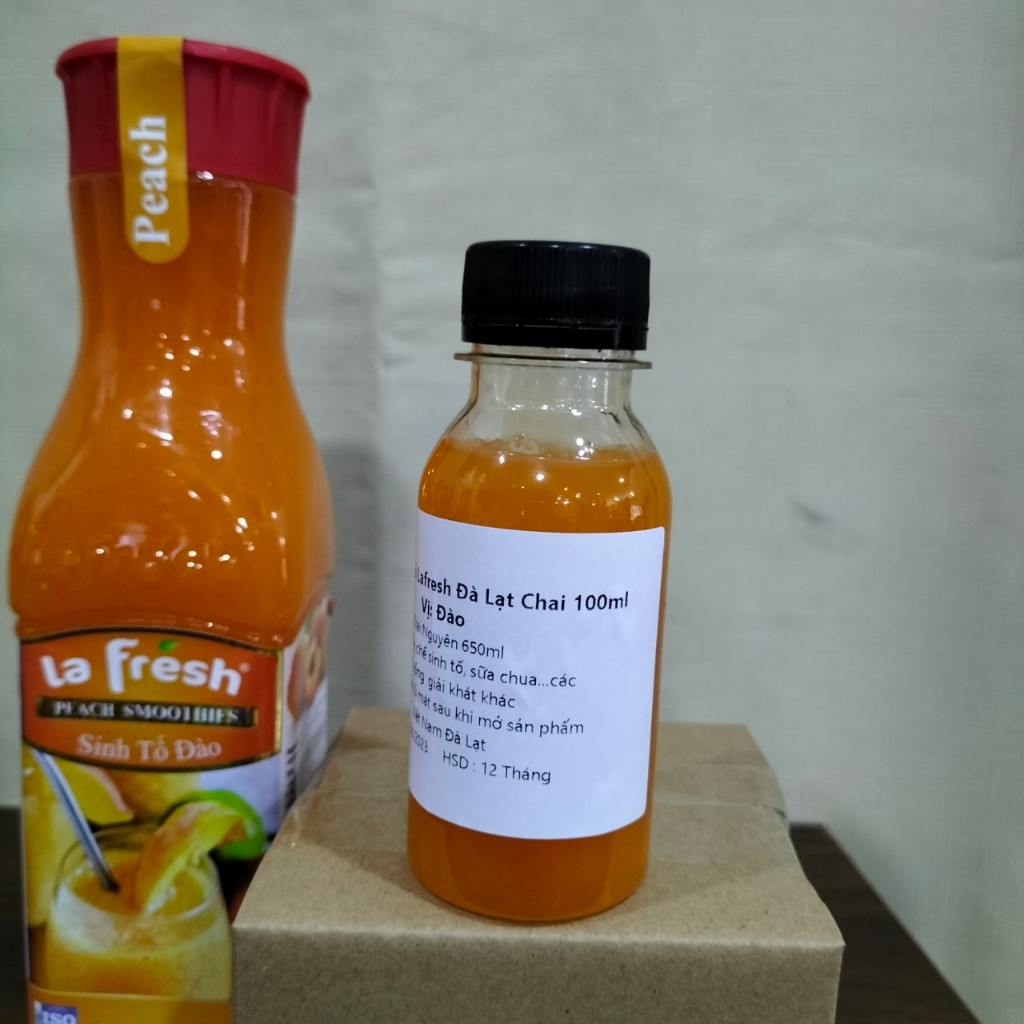 Peach
La fresh®
PEACH SMOOTHIES
Sinh Tố Đào
ISO
Lafresh Đà Lạt Chai 100ml
Vị: Đào
Nguyên 650ml
chế sinh tố, sữa chua...các
giải khát khác
mát sau khi mở sản phẩm
Nam Đà Lạt
2023 HSD : 12 Tháng